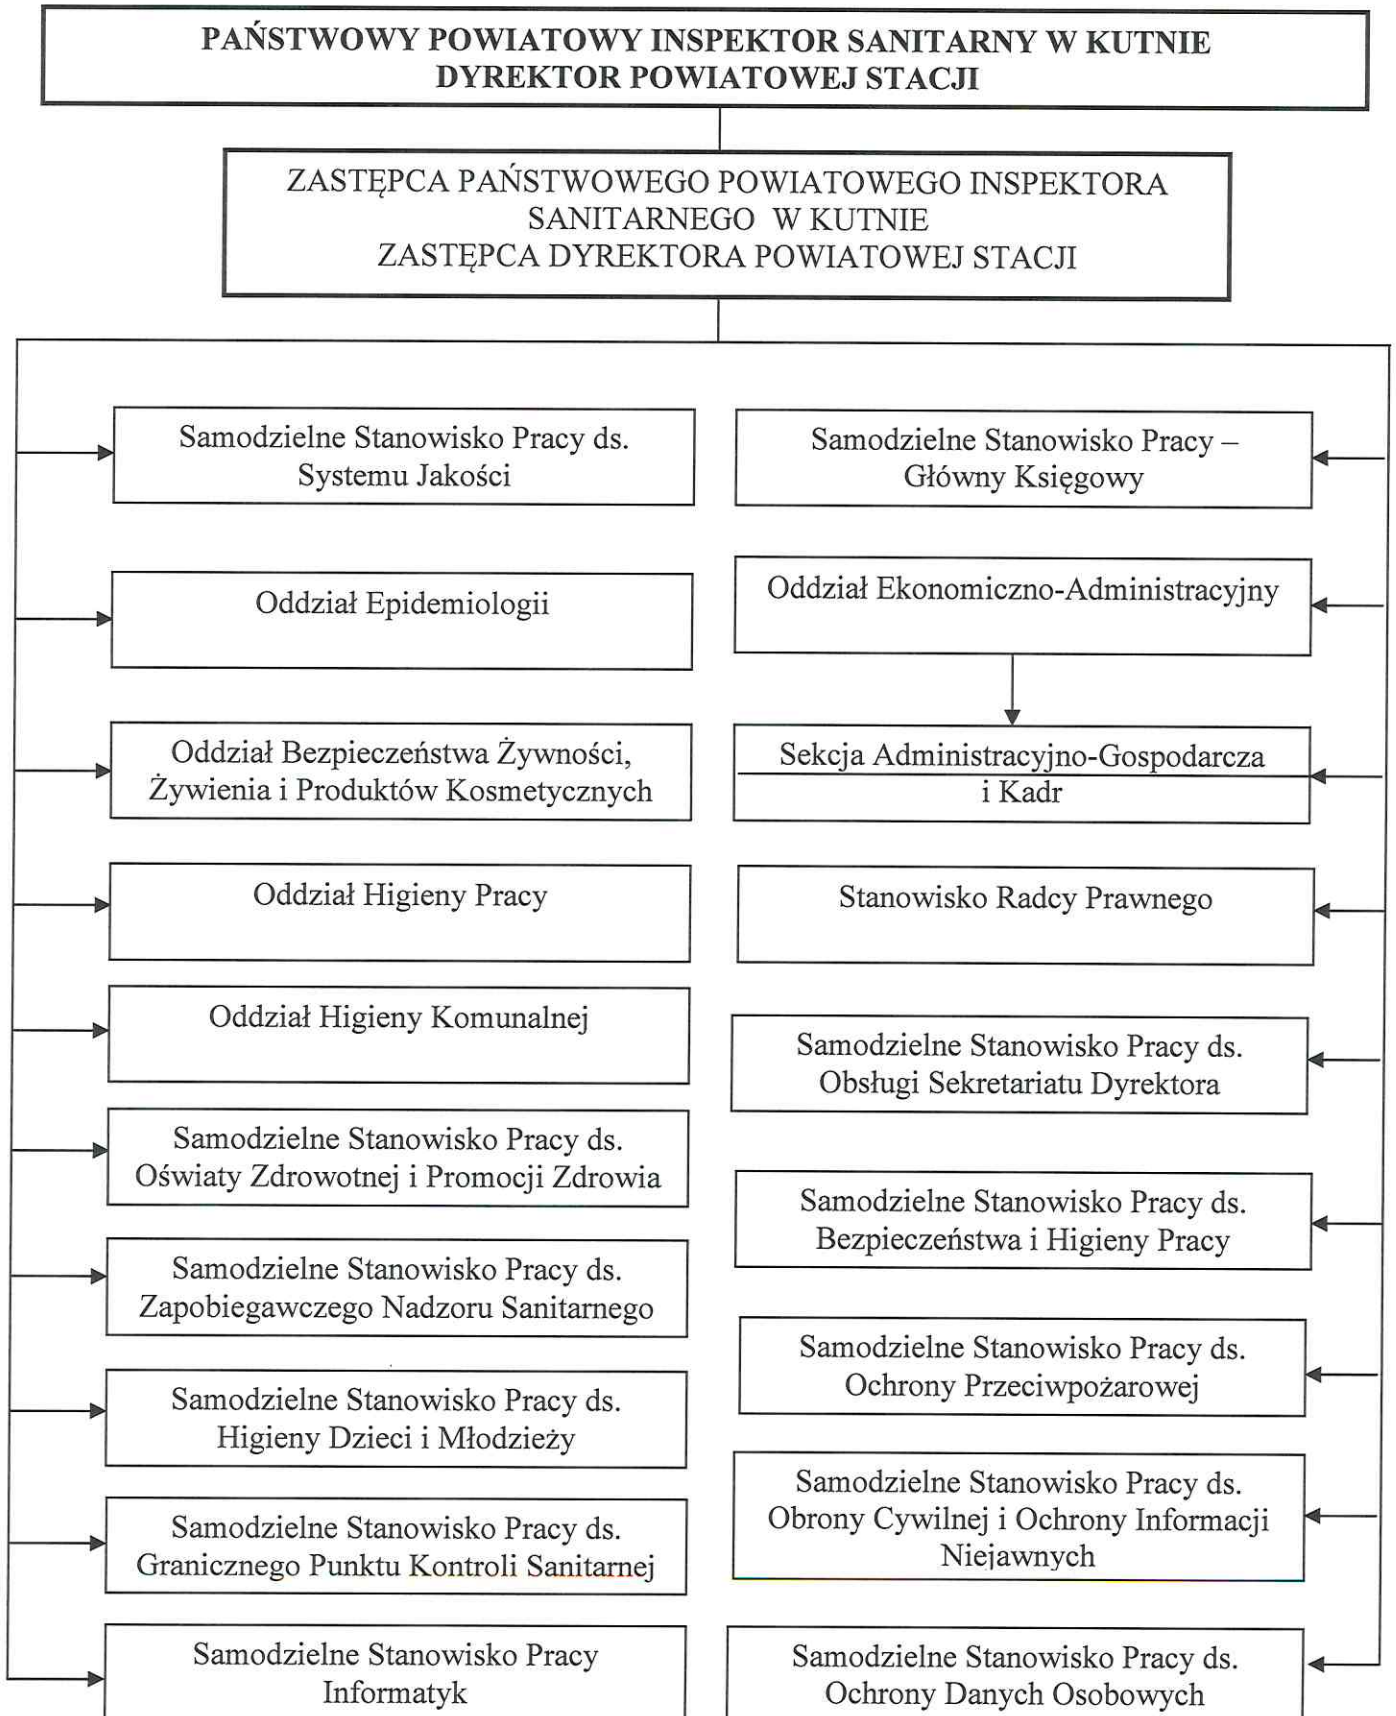 PAŃSTWOWY POWIATOWY INSPEKTOR SANITARNY W KUTNIE
DYREKTOR POWIATOWEJ STACJI
ZASTĘPCA PAŃSTWOWEGO POWIATOWEGO INSPEKTORA
SANITARNEGO W KUTNIE
ZASTĘPCA DYREKTORA POWIATOWEJ STACJI
Samodzielne Stanowisko Pracy ds.
Systemu Jakości
Oddział Epidemiologii
Oddział Bezpieczeństwa Żywności,
Żywienia i Produktów Kosmetycznych
Oddział Higieny Pracy
Oddział Higieny Komunalnej
Samodzielne Stanowisko Pracy ds.
Oświaty Zdrowotnej i Promocji Zdrowia
Samodzielne Stanowisko Pracy ds.
Zapobiegawczego Nadzoru Sanitarnego
Samodzielne Stanowisko Pracy ds.
Higieny Dzieci i Młodzieży
Samodzielne Stanowisko Pracy ds.
Granicznego Punktu Kontroli Sanitarnej
Samodzielne Stanowisko Pracy
Informatyk
Samodzielne Stanowisko Pracy –
Główny Księgowy
Oddział Ekonomiczno-Administracyjny
Sekcja Administracyjno-Gospodarcza
i Kadr
Stanowisko Radcy Prawnego
Samodzielne Stanowisko Pracy ds.
Obsługi Sekretariatu Dyrektora
Samodzielne Stanowisko Pracy ds.
Bezpieczeństwa i Higieny Pracy
Samodzielne Stanowisko Pracy ds.
Ochrony Przeciwpożarowej
Samodzielne Stanowisko Pracy ds.
Obrony Cywilnej i Ochrony Informacji
Niejawnych
Samodzielne Stanowisko Pracy ds.
Ochrony Danych Osobowych